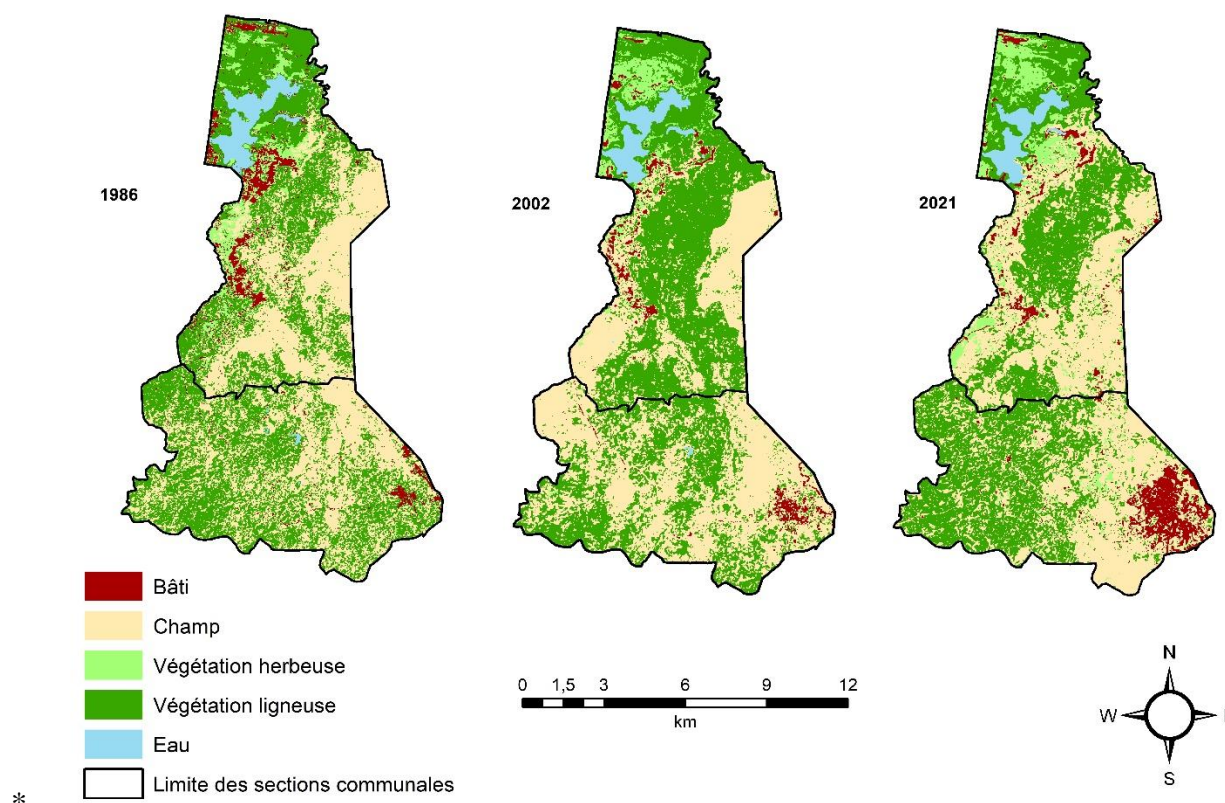 1986
2002
2021
Bâti
Champ
Végétation herbeuse
Végétation ligneuse
Eau
Limite des sections communales
0 1,5 3 6 9 12
km
N
W
S
*